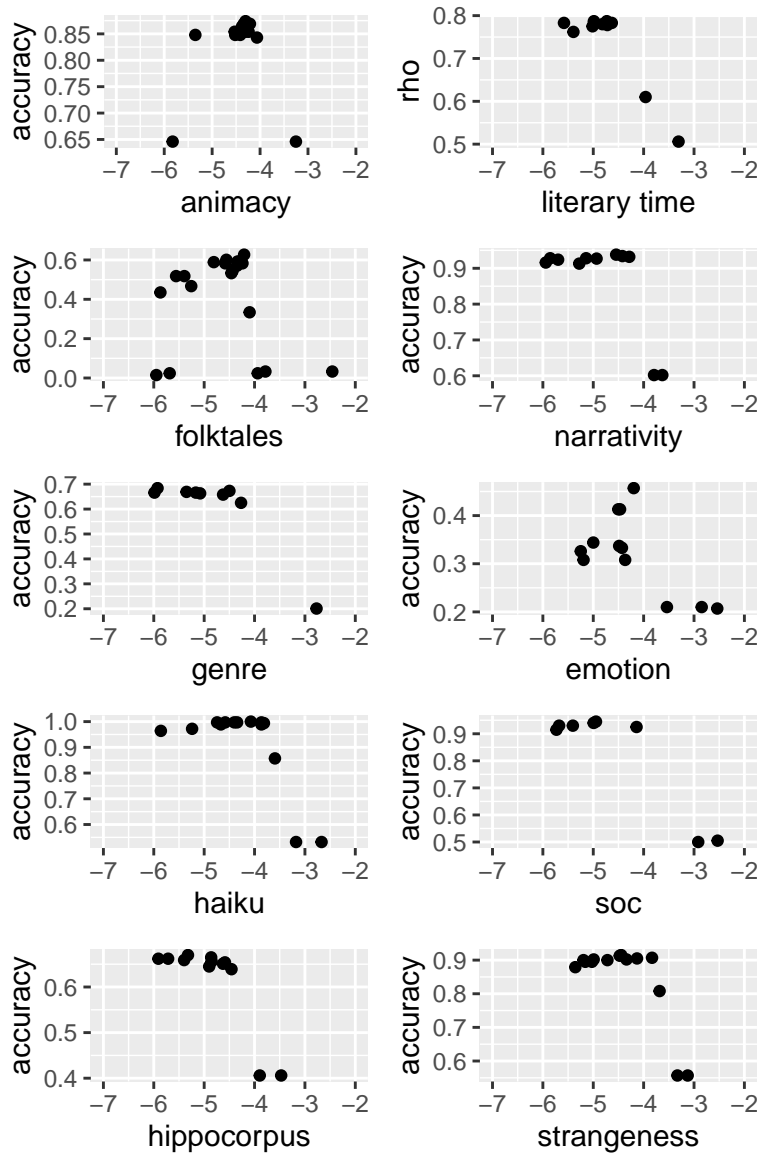 accuracy
0.85
0.80
0.75
0.70
0.65
−7 −6 −5 −4 −3 −2
animacy
rho
0.8
0.7
0.6
0.5
−7 −6 −5 −4 −3 −2
literary time
accuracy
0.6
0.4
0.2
0.0
−7 −6 −5 −4 −3 −2
folktales
accuracy
0.9
0.8
0.7
0.6
−7 −6 −5 −4 −3 −2
narrativity
accuracy
0.7
0.6
0.5
0.4
0.3
0.2
−7 −6 −5 −4 −3 −2
genre
accuracy
0.4
0.3
0.2
−7 −6 −5 −4 −3 −2
emotion
accuracy
1.0
0.9
0.8
0.7
0.6
−7 −6 −5 −4 −3 −2
haiku
accuracy
0.9
0.8
0.7
0.6
0.5
−7 −6 −5 −4 −3 −2
soc
accuracy
0.6
0.5
0.4
−7 −6 −5 −4 −3 −2
hippocorpus
accuracy
0.9
0.8
0.7
0.6
−7 −6 −5 −4 −3 −2
strangeness